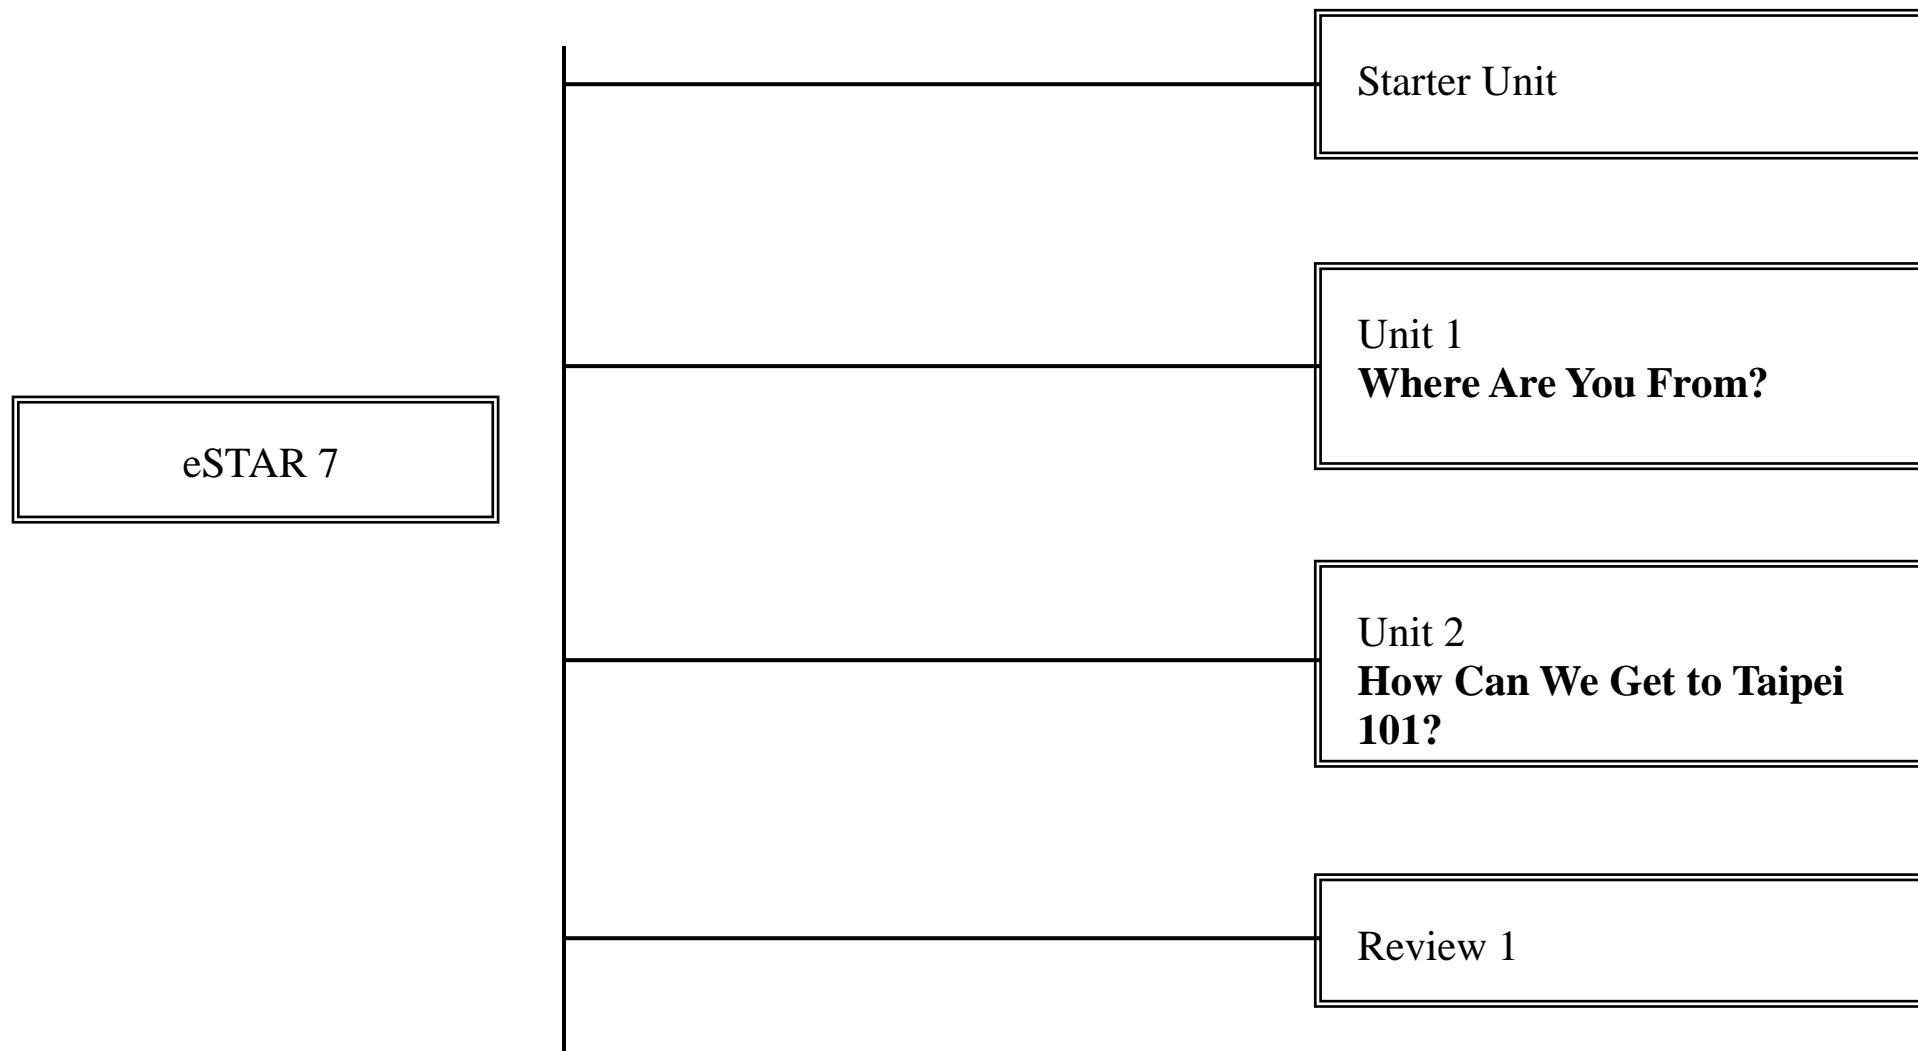 Starter Unit
Unit 1
Where Are You From?
eSTAR 7
Unit 2
How Can We Get to Taipei
101?
Review 1